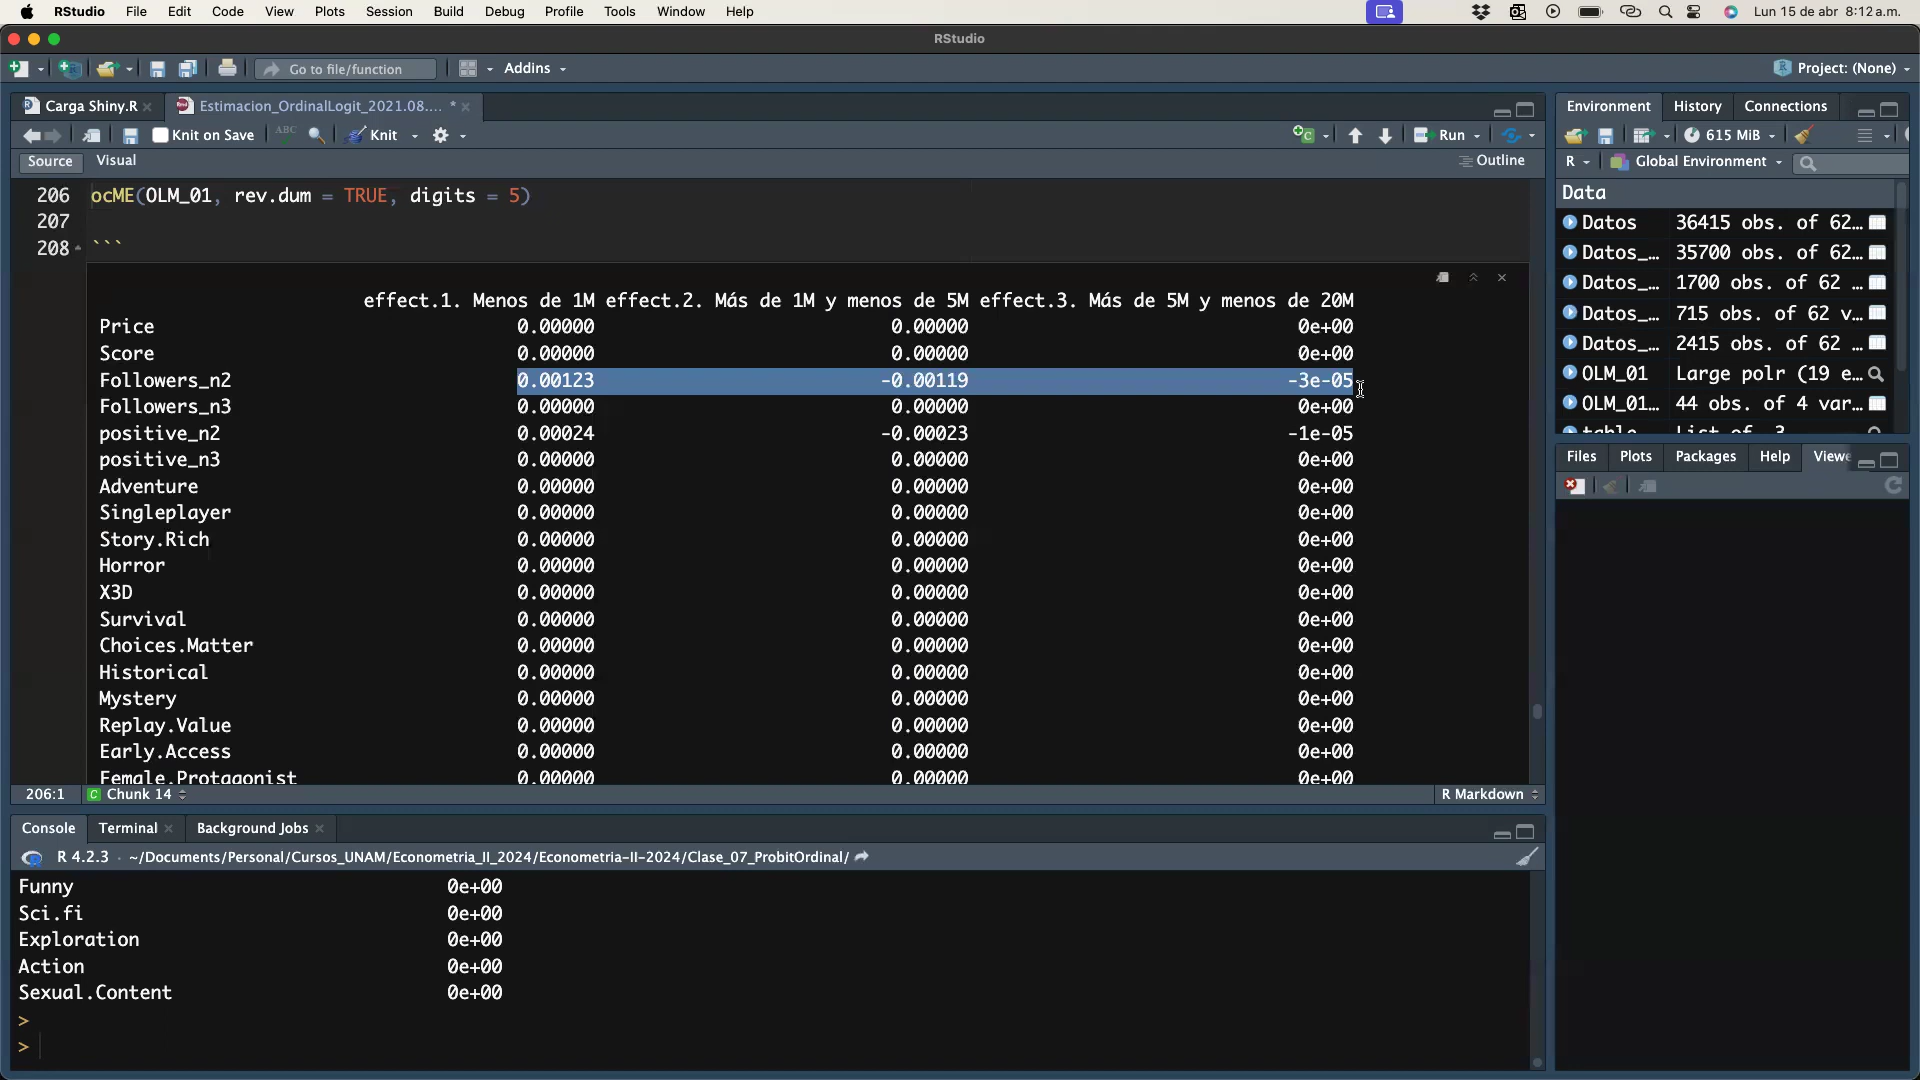 RStudio File Edit Code View Plots Session Build Debug Profile Tools Window Help Lun 15 de abr 8:12 a.m.
RStudio
Go to file/function Addins Project: (None)
Carga Shiny.R Estimacion_OrdinalLogit_2021.08.... *
Knit on Save ABC Knit Run
Source Visual Outline
206 ocME(OLM_01, rev.dum = TRUE, digits = 5)
207
208 ```
effect.1. Menos de 1M effect.2. Más de 1M y menos de 5M effect.3. Más de 5M y menos de 20M
Price 0.00000 0.00000 0e+00
Score 0.00000 0.00000 0e+00
Followers_n2 0.00123 -0.00119 -3e-05
Followers_n3 0.00000 0.00000 0e+00
positive_n2 0.00024 -0.00023 -1e-05
positive_n3 0.00000 0.00000 0e+00
Adventure 0.00000 0.00000 0e+00
Singleplayer 0.00000 0.00000 0e+00
Story.Rich 0.00000 0.00000 0e+00
Horror 0.00000 0.00000 0e+00
X3D 0.00000 0.00000 0e+00
Survival 0.00000 0.00000 0e+00
Choices.Matter 0.00000 0.00000 0e+00
Historical 0.00000 0.00000 0e+00
Mystery 0.00000 0.00000 0e+00
Replay.Value 0.00000 0.00000 0e+00
Early.Access 0.00000 0.00000 0e+00
Female.Protagonist 0.00000 0.00000 0e+00
206:1 C Chunk 14 R Markdown
Console Terminal Background Jobs
R 4.2.3 · ~/Documents/Personal/Cursos_UNAM/Econometria_II_2024/Econometria-II-2024/Clase_07_ProbitOrdinal/
Funny 0e+00
Sci.fi 0e+00
Exploration 0e+00
Action 0e+00
Sexual.Content 0e+00
>
>
Environment History Connections
615 MiB
R Global Environment
Data
Datos 36415 obs. of 62…
Datos_… 35700 obs. of 62…
Datos_… 1700 obs. of 62 …
Datos_… 715 obs. of 62 v…
Datos_… 2415 obs. of 62 …
OLM_01 Large polr (19 e…
OLM_01… 44 obs. of 4 var…
table List of 3
Files Plots Packages Help Viewe